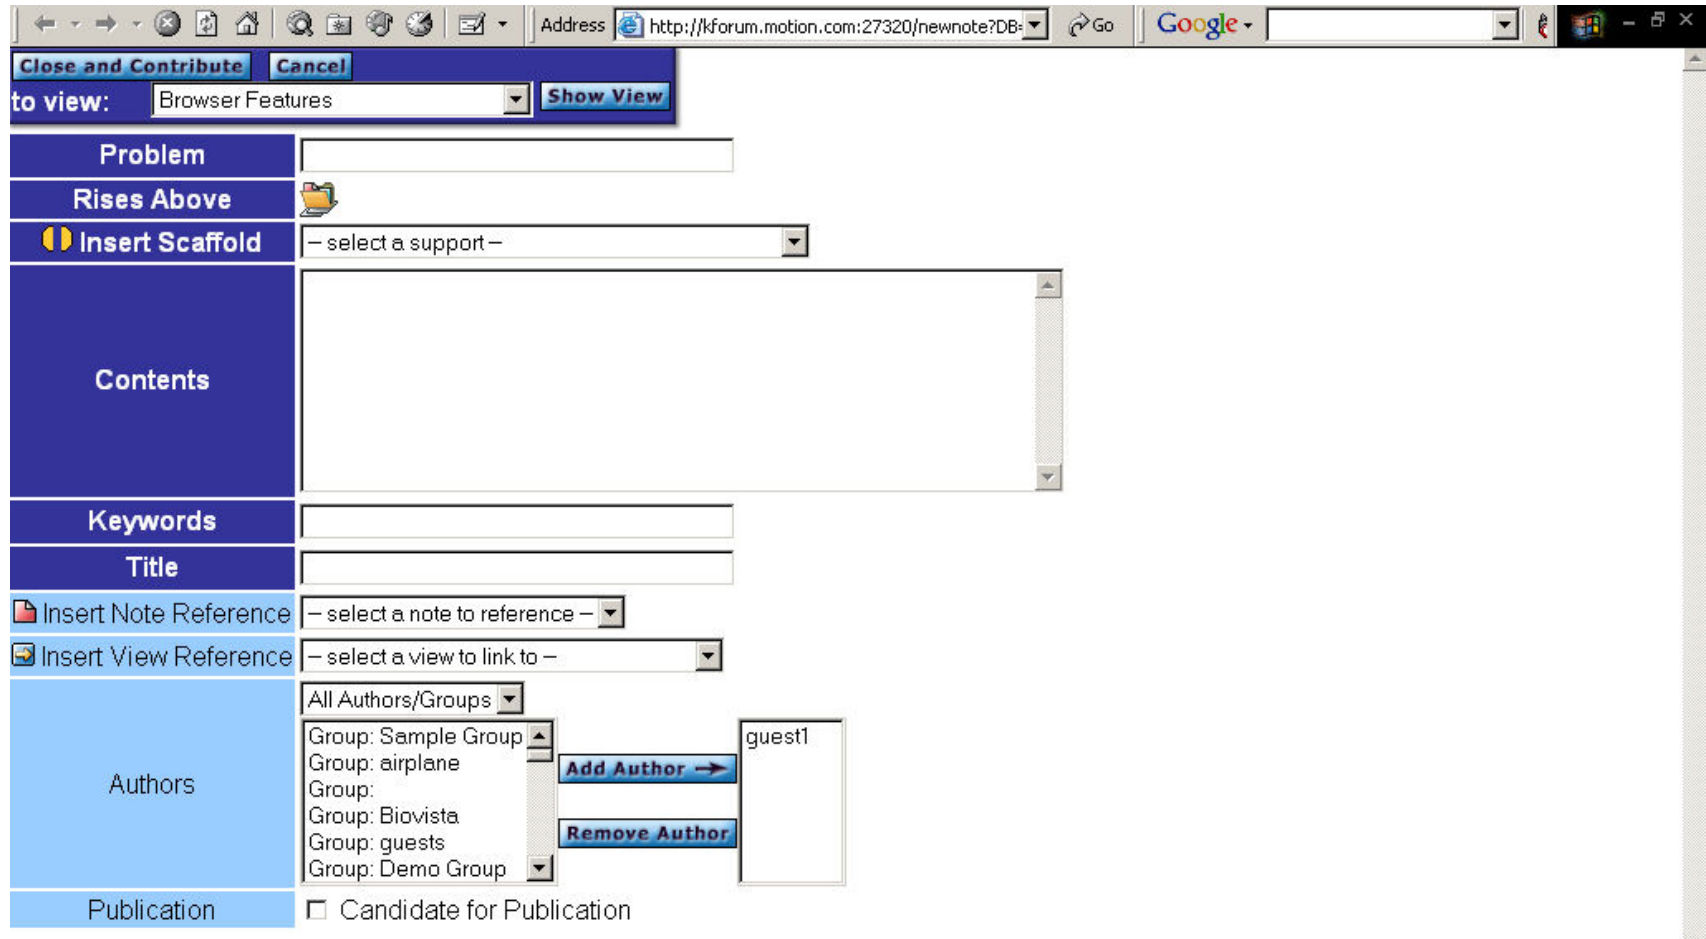 Address http://kforum.motion.com:27320/newnote?DB= Go Google
Close and Contribute Cancel
to view: Browser Features Show View
Problem
Rises Above
Insert Scaffold – select a support –
Contents
Keywords
Title
Insert Note Reference – select a note to reference –
Insert View Reference – select a view to link to –
All Authors/Groups
Authors
Group: Sample Group
Group: airplane
Group:
Group: Biovista
Group: guests
Group: Demo Group
Add Author
Remove Author
guest1
Publication Candidate for Publication